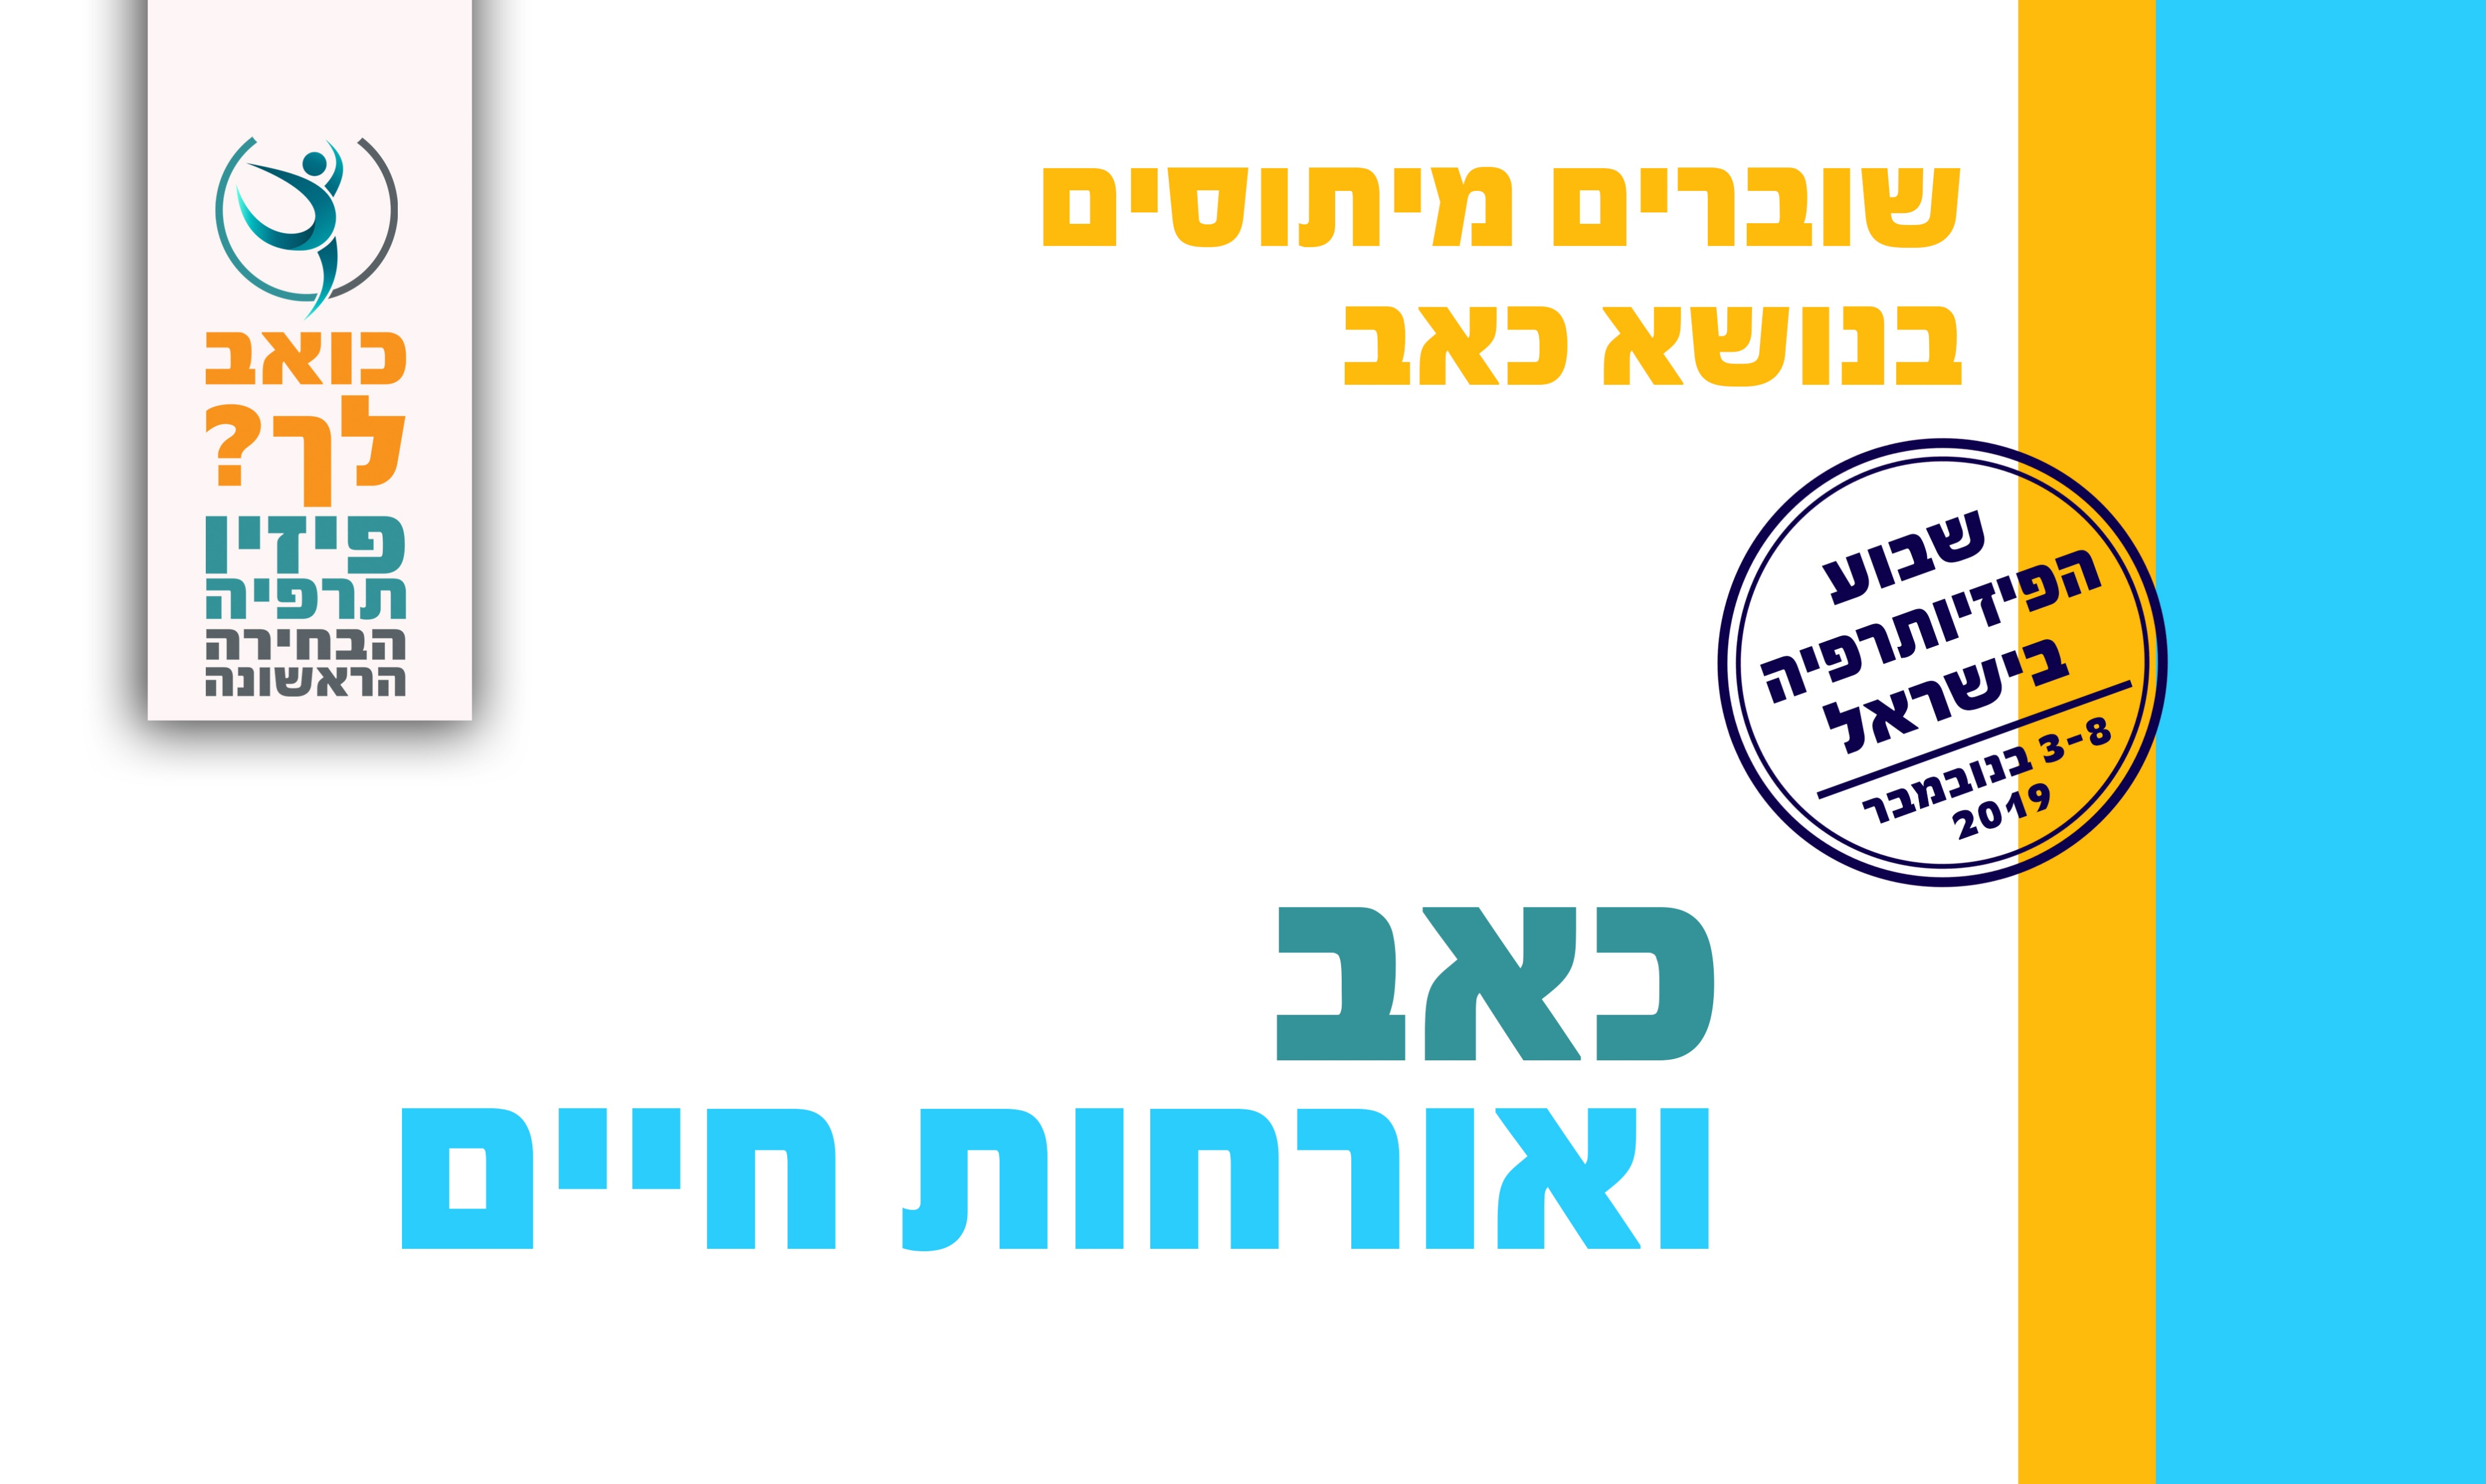 שוברים מיתוסים
בנושא כאב
כואב
לך?
פיזיו
תרפיה
הבחירה
הראשונה
שבוע
הפיזיותרפיה
בישראל
3-8 בנובמבר
2019
כאב
ואורחות חיים